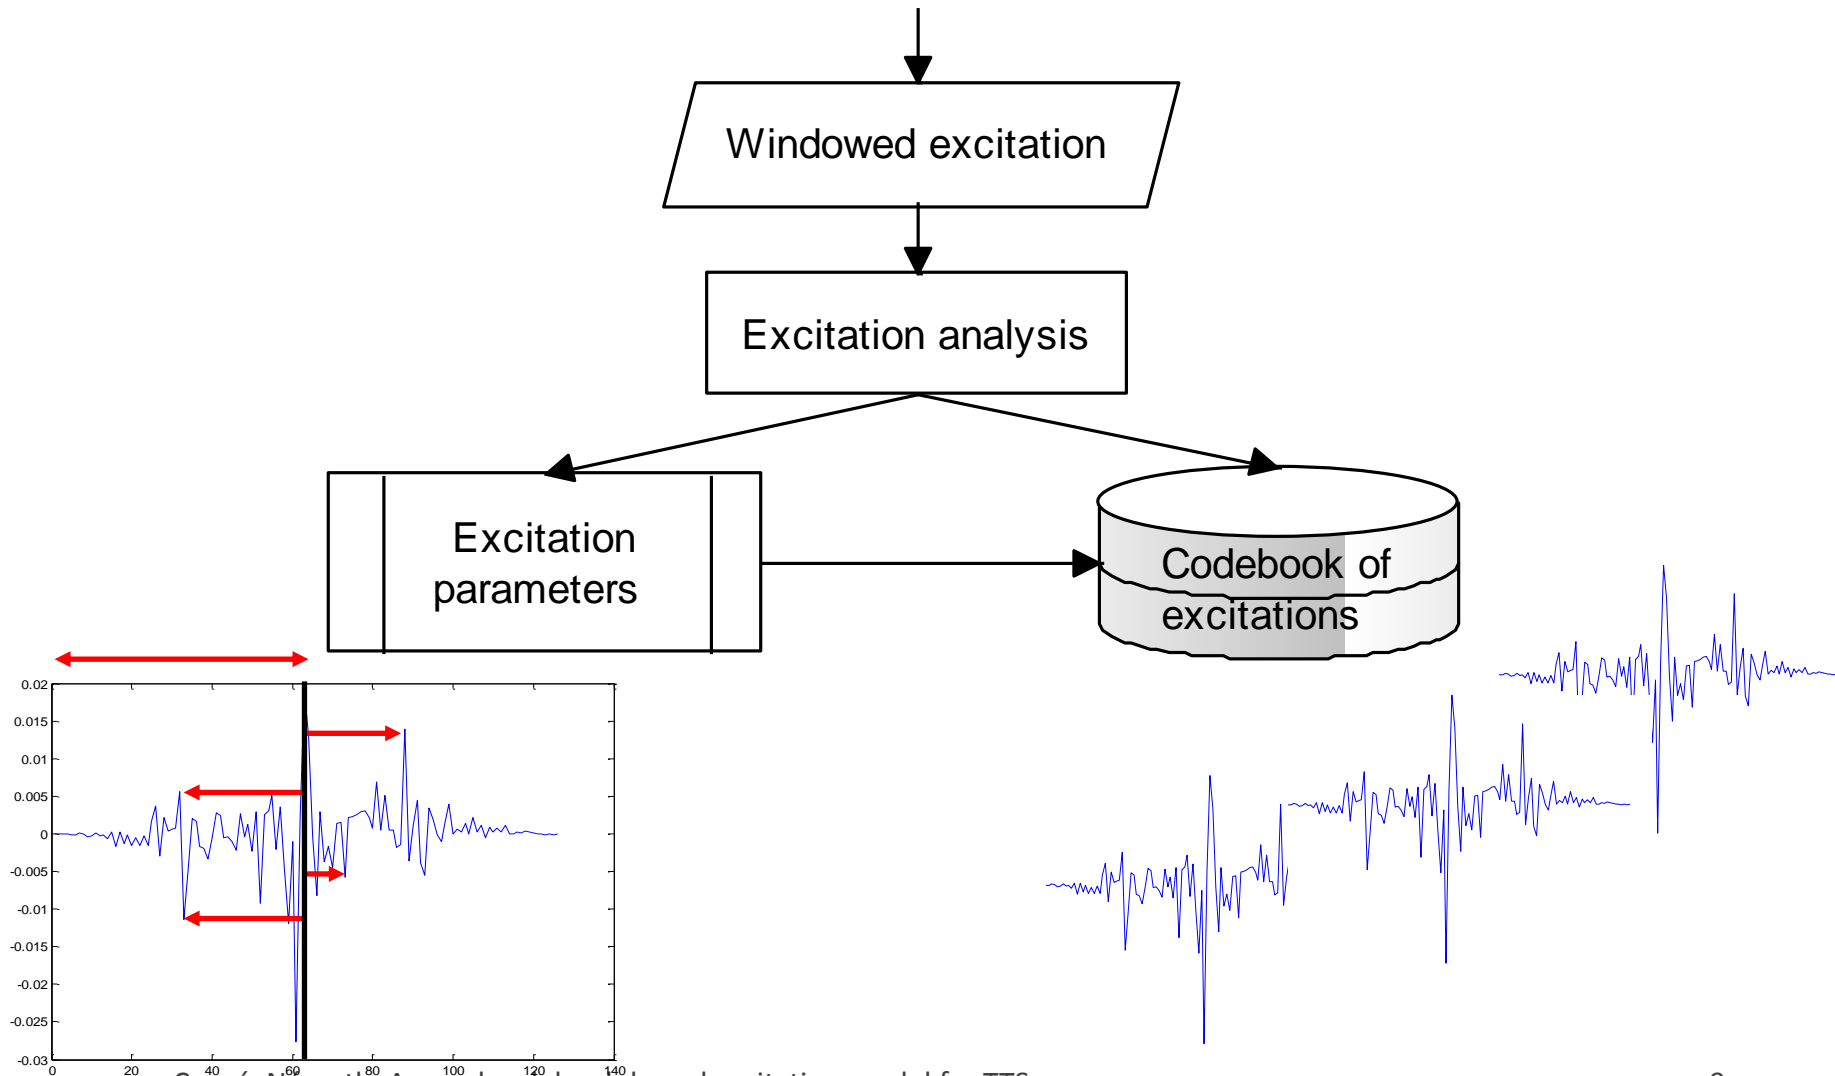 Windowed excitation
Excitation analysis
Excitation
parameters
Codebook of
excitations
0.02
0.015
0.01
0.005
0
-0.005
-0.01
-0.015
-0.02
-0.025
-0.03
0 20 40 60 80 100 120 140